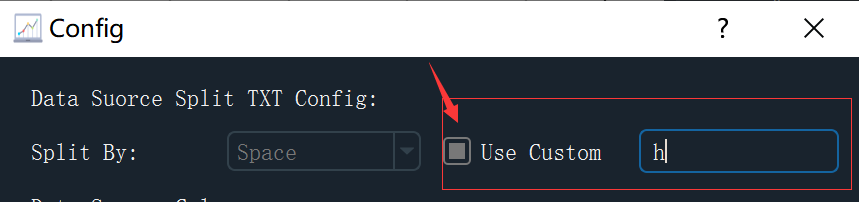 Config
?
Data Suorce Split TXT Config:
Split By: Space Use Custom h